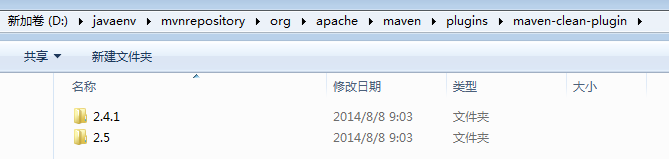 新加卷 (D:) ▸ javaenv ▸ mvnrepository ▸ org ▸ apache ▸ maven ▸ plugins ▸ maven-clean-plugin ▸
共享 ▾ 新建文件夹
名称 修改日期 类型 大小
2.4.1 2014/8/8 9:03 文件夹
2.5 2014/8/8 9:03 文件夹